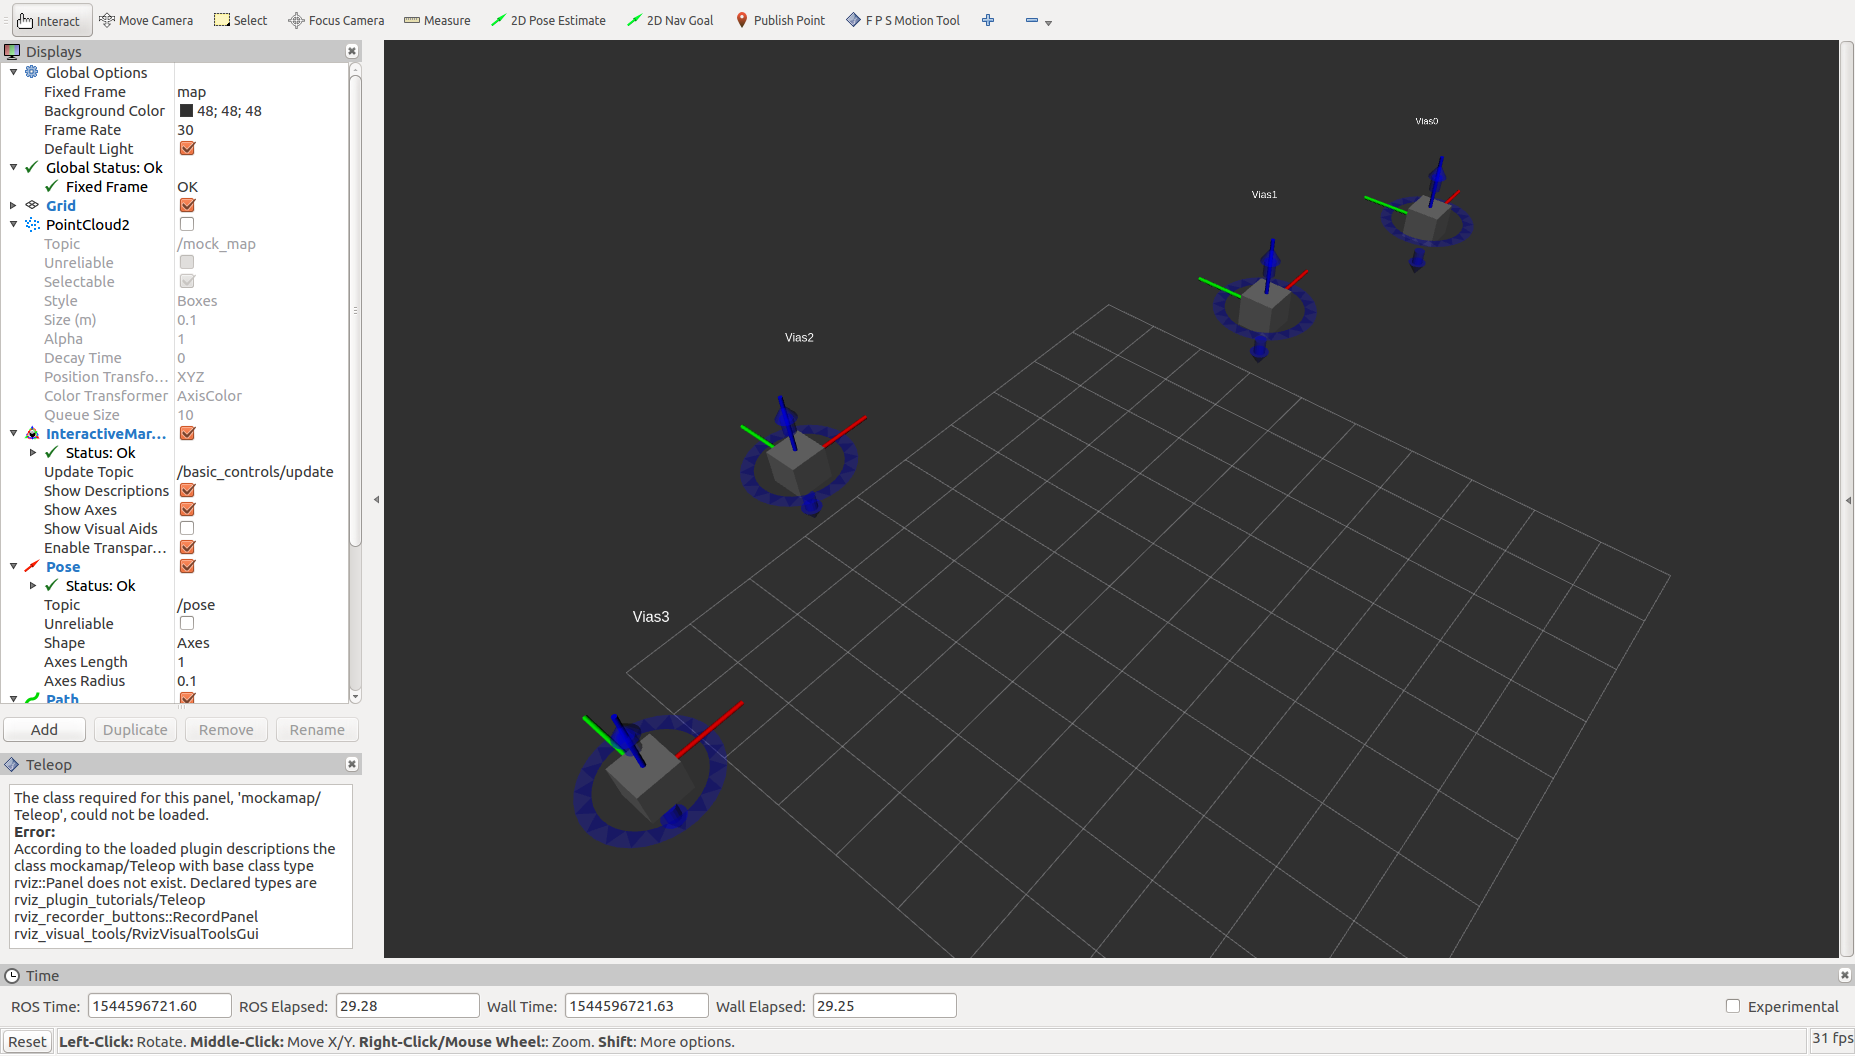 Interact Move Camera Select Focus Camera Measure 2D Pose Estimate 2D Nav Goal Publish Point F P S Motion Tool
Displays
Global Options
Fixed Frame map
Background Color 48; 48; 48
Frame Rate 30
Default Light
Global Status: Ok
Fixed Frame OK
Grid
PointCloud2
Topic /mock_map
Unreliable
Selectable
Style Boxes
Size (m) 0.1
Alpha 1
Decay Time 0
Position Transfo... XYZ
Color Transformer AxisColor
Queue Size 10
InteractiveMar...
Status: Ok
Update Topic /basic_controls/update
Show Descriptions
Show Axes
Show Visual Aids
Enable Transpar...
Pose
Status: Ok
Topic /pose
Unreliable
Shape Axes
Axes Length 1
Axes Radius 0.1
Path
Add Duplicate Remove Rename
Teleop
The class required for this panel, 'mockamap/
Teleop', could not be loaded.
Error:
According to the loaded plugin descriptions the
class mockamap/Teleop with base class type
rviz::Panel does not exist. Declared types are
rviz_plugin_tutorials/Teleop
rviz_recorder_buttons::RecordPanel
rviz_visual_tools/RvizVisualToolsGui
Vias0
Vias1
Vias2
Vias3
Time
ROS Time: 1544596721.60 ROS Elapsed: 29.28 Wall Time: 1544596721.63 Wall Elapsed: 29.25 Experimental
Reset Left-Click: Rotate. Middle-Click: Move X/Y. Right-Click/Mouse Wheel:: Zoom. Shift: More options. 31 fps